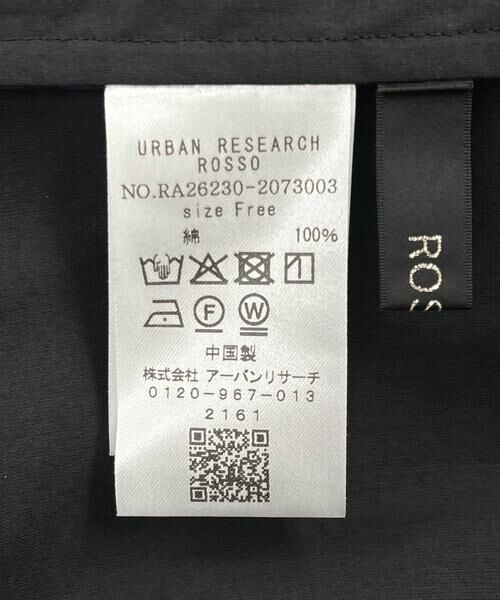 URBAN RESEARCH
ROSSO
NO.RA26230-2073003
size Free
綿 100%
F W
中国製
株式会社 アーバンリサーチ
0120-967-013
2161
ROS